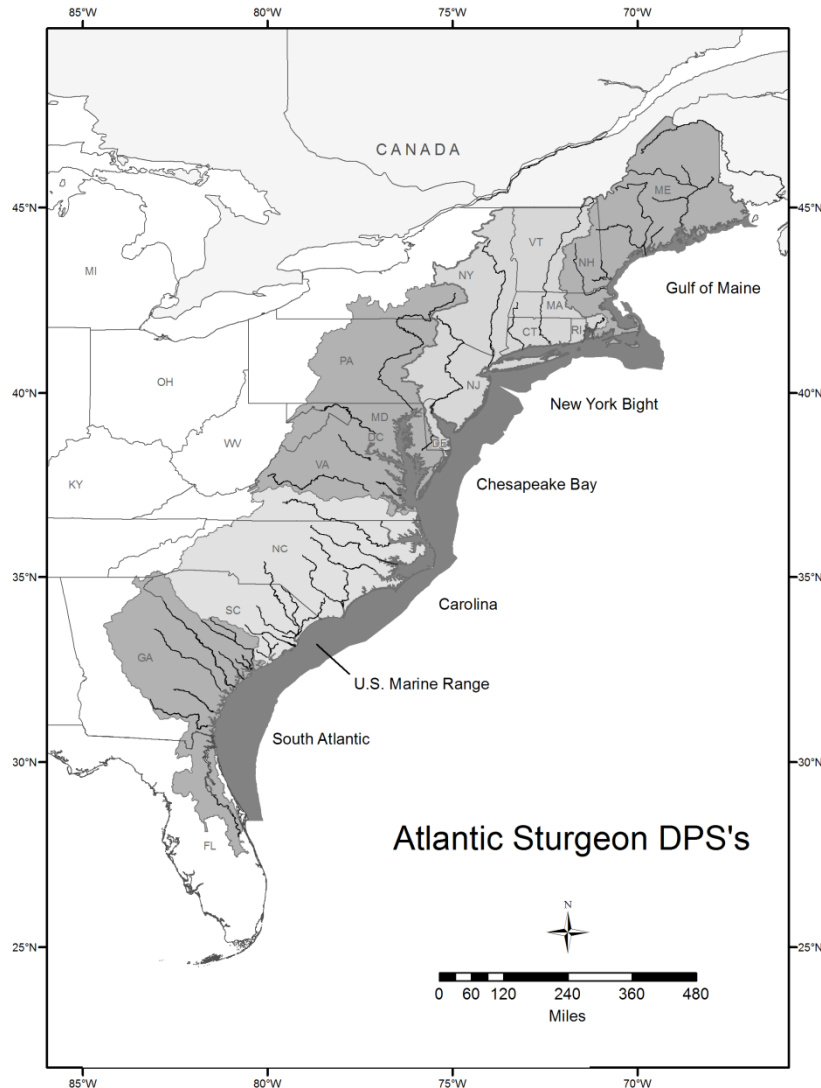 85°W 80°W 75°W 70°W
CANADA
45°N 45°N
ME
VT
NH
NY
MI
MA
Gulf of Maine
CT RI
PA
OH
NJ
40°N 40°N
New York Bight
MD
DC
DE
WV
VA
Chesapeake Bay
KY
NC
35°N 35°N
Carolina
SC
GA
U.S. Marine Range
South Atlantic
30°N 30°N
Atlantic Sturgeon DPS's
FL
N
25°N 25°N
0 60 120 240 360 480
Miles
85°W 80°W 75°W 70°W